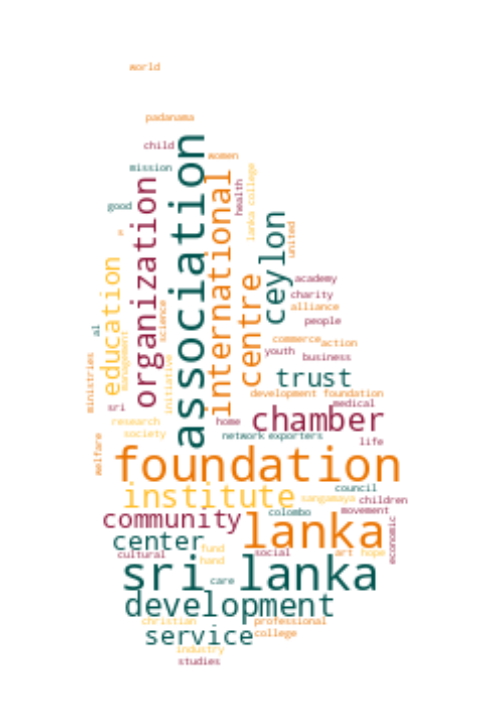 world
padanama
child
association
women
mission
international
health
lanka college
organization
good
ceylon
united
education
science
centre
academy
charity
alliance
people
al
management
initiative
commerce
action
youth
business
ministries
trust
development foundation
sri
medical
chamber
research
home
society
network
exporters
life
welfare
foundation
institute
council
sangamaya
children
community
colombo
movement
lanka
economic
center
fund
cultural
social
art
hope
hand
sri lanka
care
development
christian
professional
service
college
industry
studies